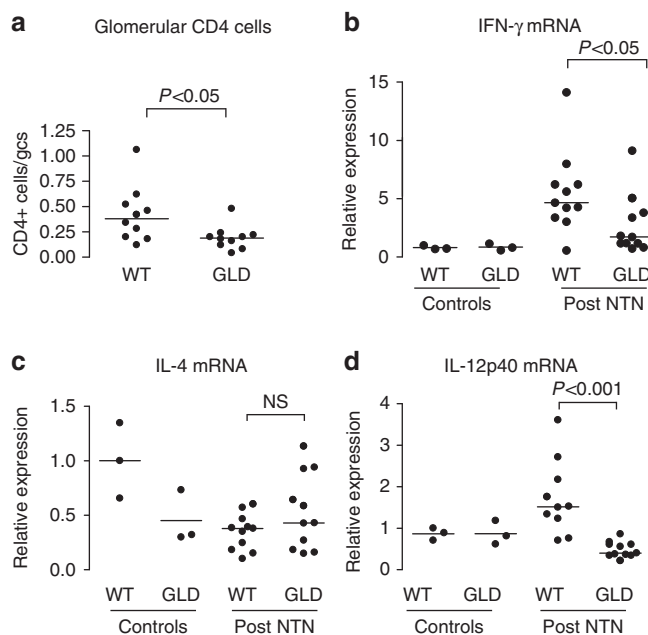 a
Glomerular CD4 cells
P<0.05
1.25
1.00
0.75
0.50
0.25
0.00
CD4+ cells/gcs
WT GLD
b
IFN-γ mRNA
P<0.05
15
10
5
0
Relative expression
WT GLD WT GLD
Controls Post NTN
c
IL-4 mRNA
NS
1.5
1.0
0.5
0.0
Relative expression
WT GLD WT GLD
Controls Post NTN
d
IL-12p40 mRNA
P<0.001
4
3
2
1
0
Relative expression
WT GLD WT GLD
Controls Post NTN